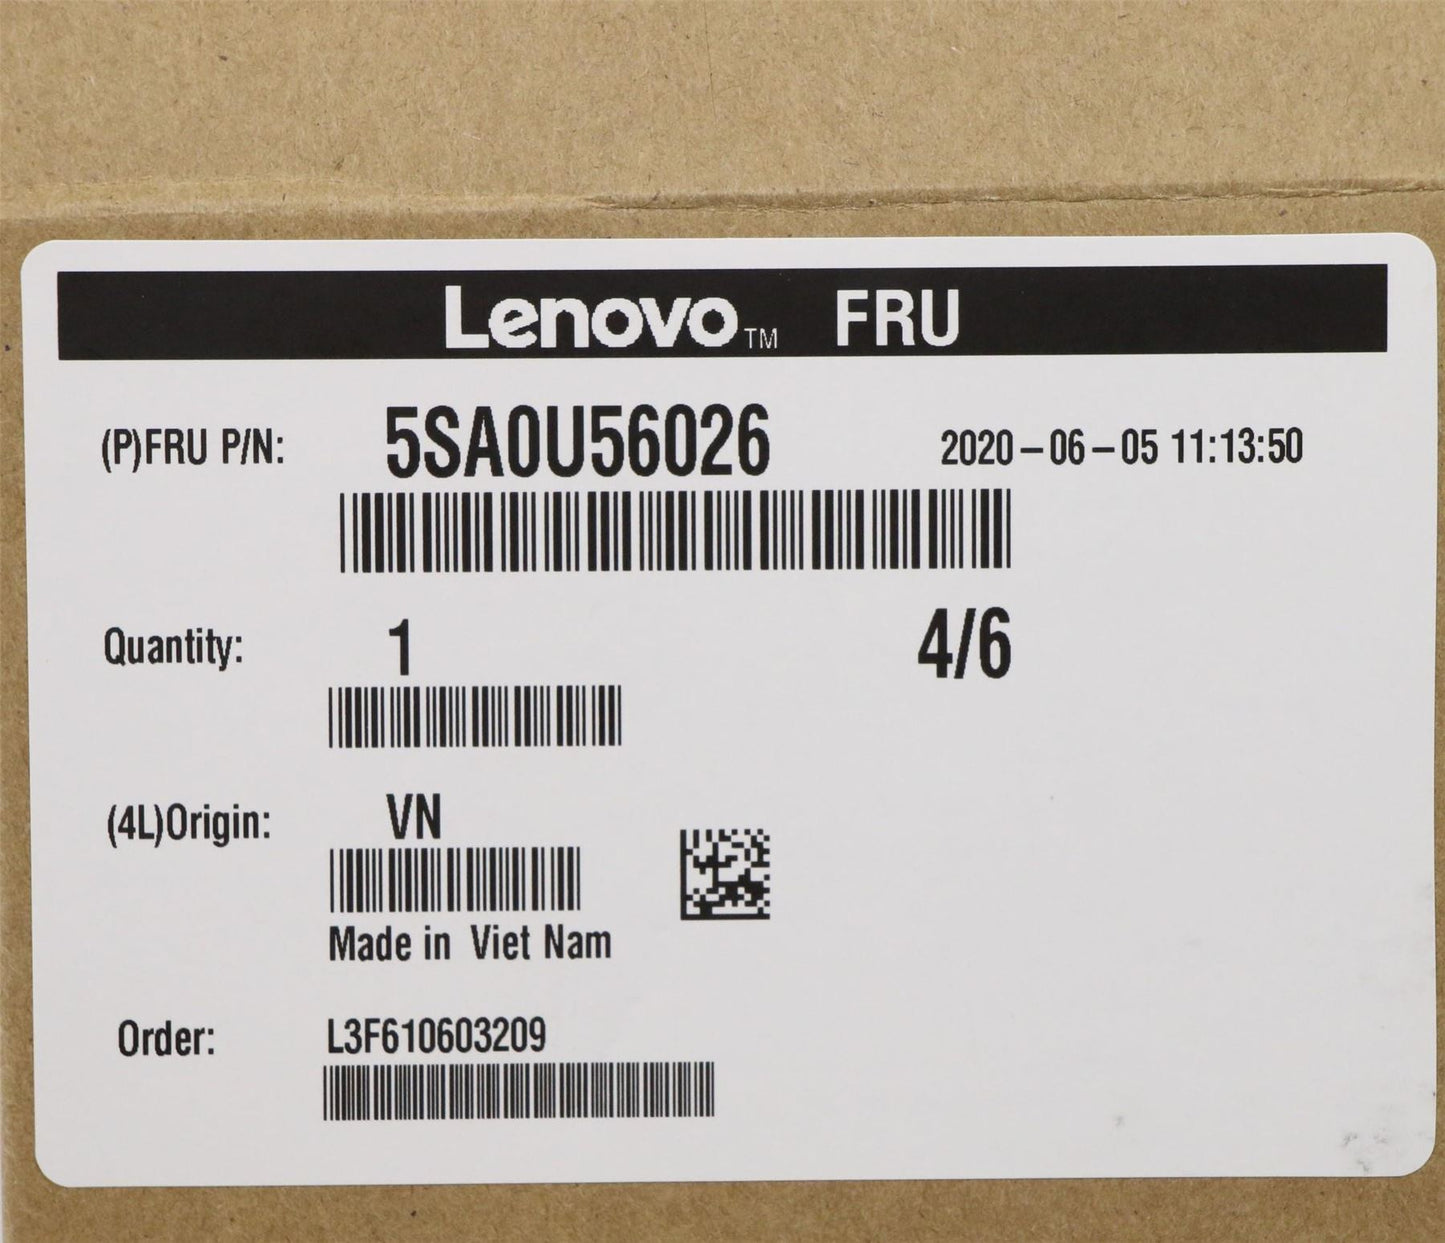 Lenovo™ FRU
(P)FRU P/N: 5SA0U56026 2020-06-05 11:13:50
Quantity: 1 4/6
(4L)Origin: VN
Made in Viet Nam
Order: L3F610603209